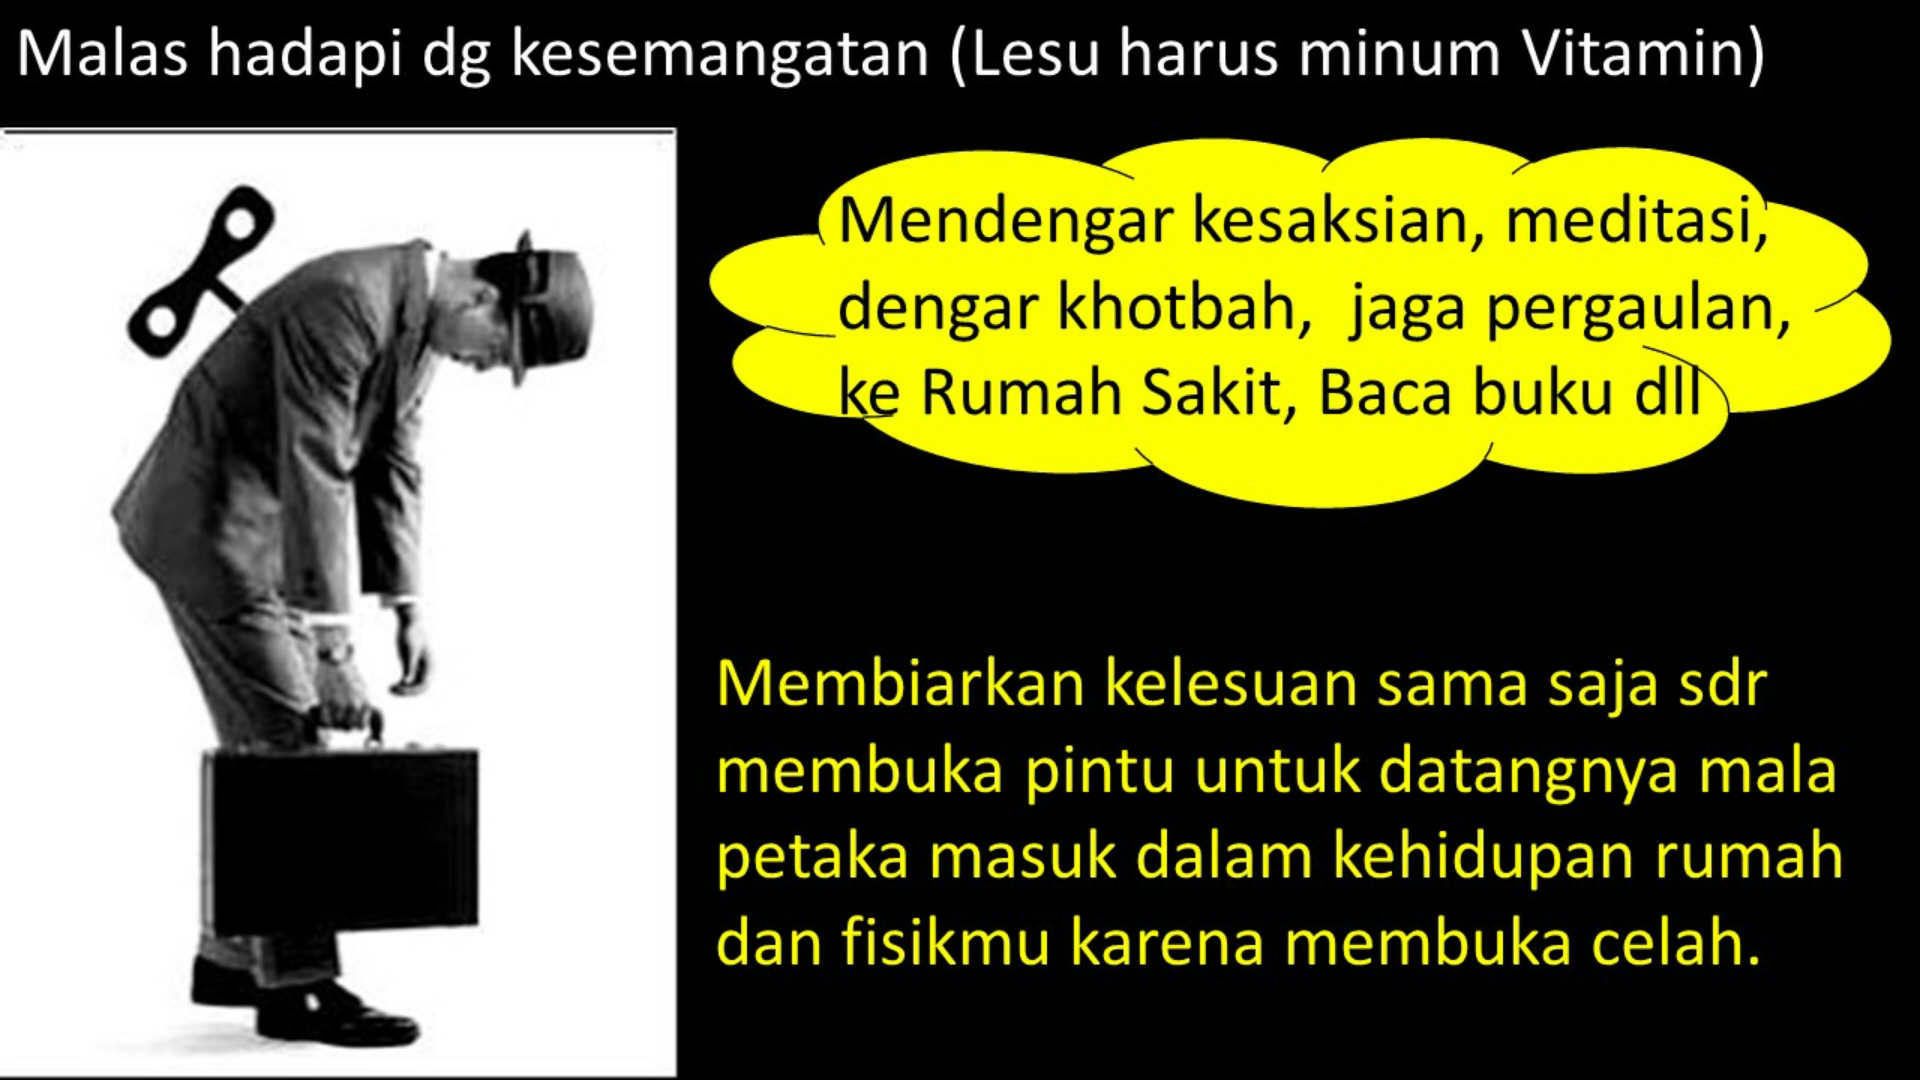 Malas hadapi dg kesemangatan (Lesu harus minum Vitamin)
Mendengar kesaksian, meditasi,
dengar khotbah, jaga pergaulan,
ke Rumah Sakit, Baca buku dll
Membiarkan kelesuan sama saja sdr
membuka pintu untuk datangnya mala
petaka masuk dalam kehidupan rumah
dan fisikmu karena membuka celah.